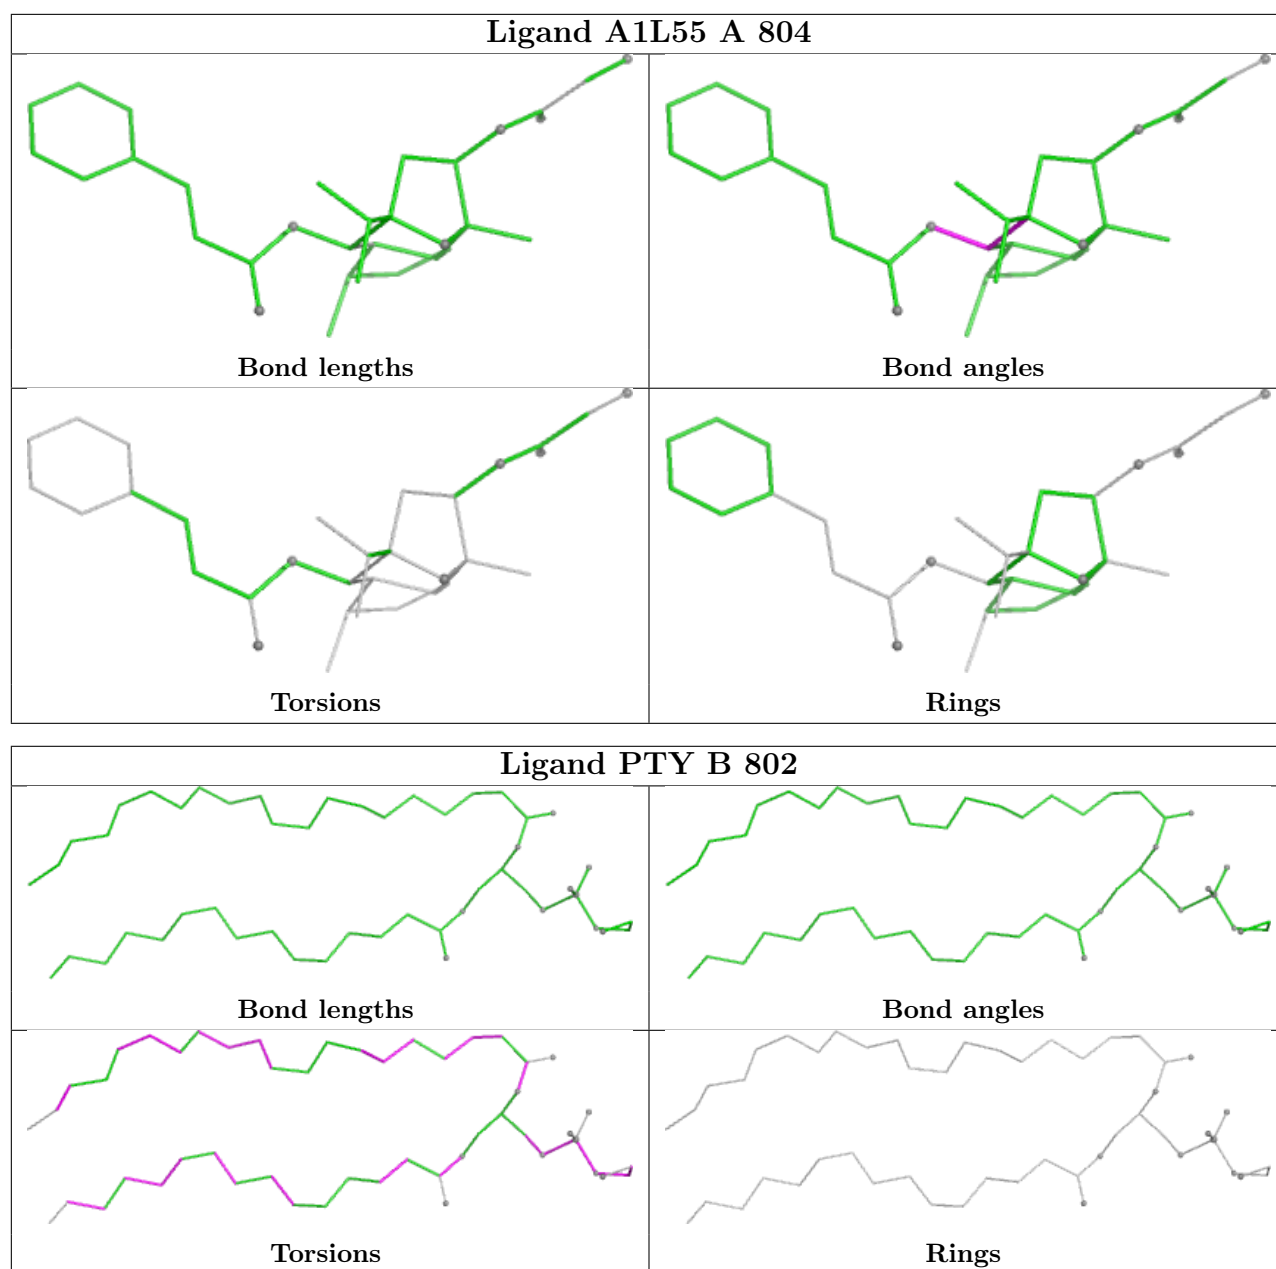 Ligand A1L55 A 804
Bond lengths
Bond angles
Torsions
Rings
Ligand PTY B 802
Bond lengths
Bond angles
Torsions
Rings